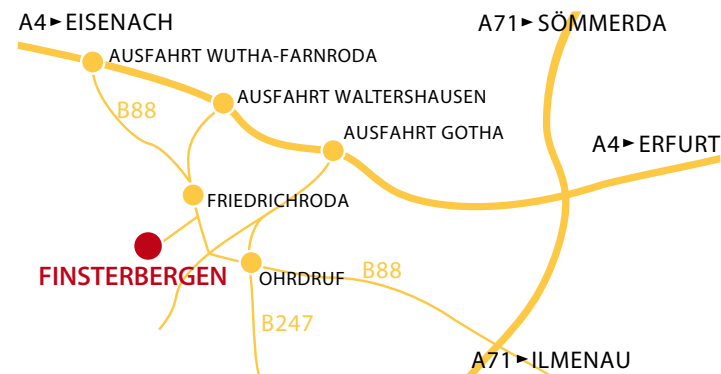 A4 ► EISENACH
A71 ► SÖMMERDA
AUSFAHRT WUTHA-FARNRODA
AUSFAHRT WALTERSHAUSEN
B88
AUSFAHRT GOTHA
A4 ► ERFURT
FRIEDRICHRODA
FINSTERBERGEN
OHRDRUF
B88
B247
A71 ► ILMENAU